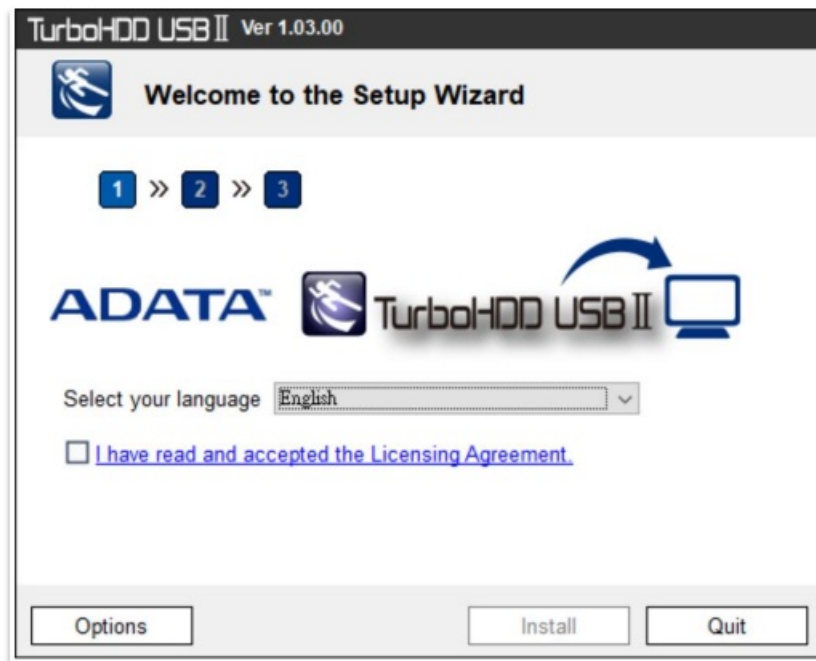 TurboHDD USB II Ver 1.03.00
Welcome to the Setup Wizard
1 » 2 » 3
ADATA™ TurboHDD USB II
Select your language English
I have read and accepted the Licensing Agreement.
Options Install Quit